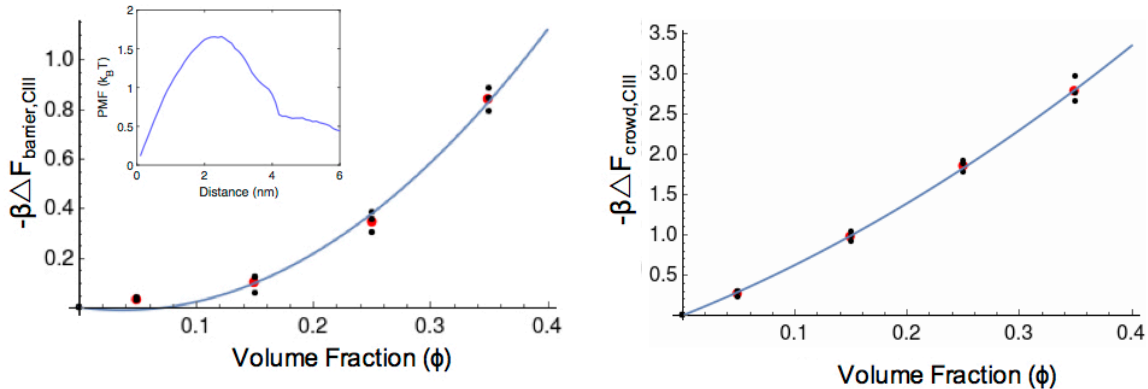 -β△F_barrier,CIII
1.0
0.8
0.6
0.4
0.2
0.1 0.2 0.3 0.4
Volume Fraction (ϕ)
PMF (k_BT)
2
1.5
1
0.5
0
0 2 4 6
Distance (nm)
-β△F_crowd,CIII
3.5
3.0
2.5
2.0
1.5
1.0
0.5
0.1 0.2 0.3 0.4
Volume Fraction (ϕ)